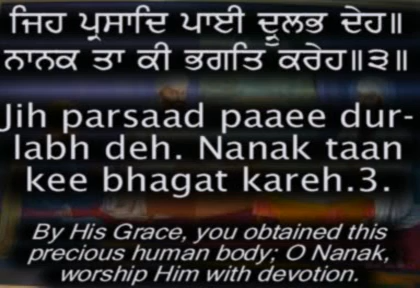 ਜਿਹ ਪ੍ਰਸਾਦਿ ਪਾਈ ਦ੍ਰੂਲਭ ਦੇਹ॥
ਨਾਨਕ ਤਾ ਕੀ ਭਗਤਿ ਕਰੇਹ॥੩॥
Jih parsaad paaee dur-
labh deh. Nanak taan
kee bhagat kareh.3.
By His Grace, you obtained this
precious human body; O Nanak,
worship Him with devotion.